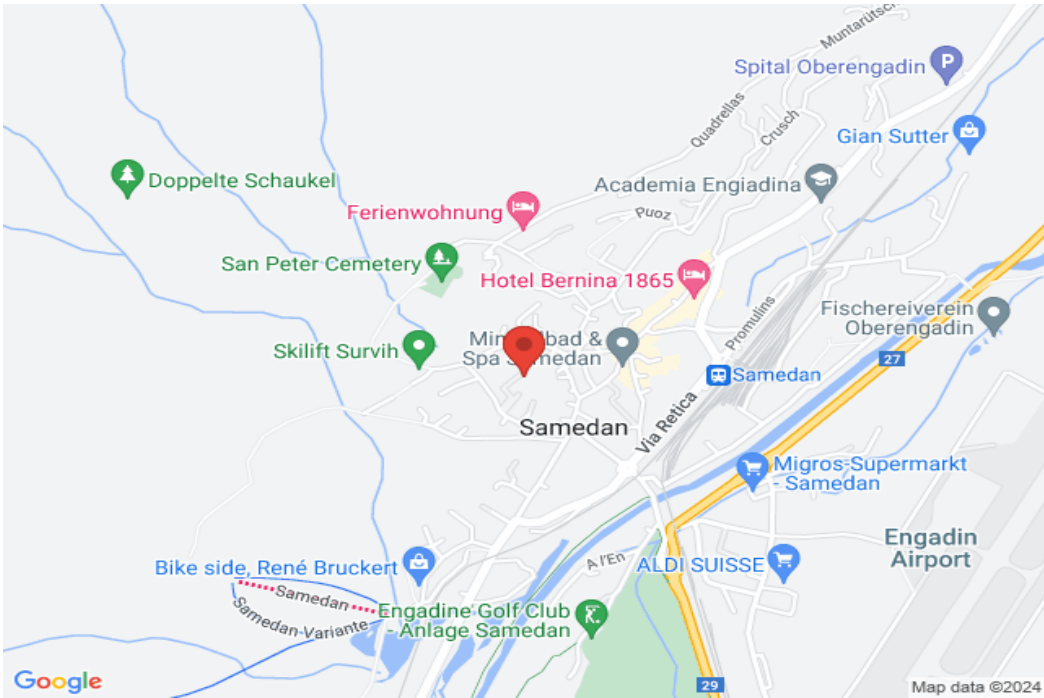 Muntarütsch
Spital Oberengadin
P
Quadrellas
Crusch
Gian Sutter
Doppelte Schaukel
Academia Engiadina
Ferienwohnung
Puoz
San Peter Cemetery
Hotel Bernina 1865
Promulins
Fischereiverein
Oberengadin
Skilift Survih
Spa
27
Samedan
Via Retica
Samedan
Migros-Supermarkt
- Samedan
Engadin
Airport
A l'En
ALDI SUISSE
Bike side, René Bruckert
Samedan
Samedan-Variante
Engadine Golf Club
- Anlage Samedan
29
Google
Map data ©2024